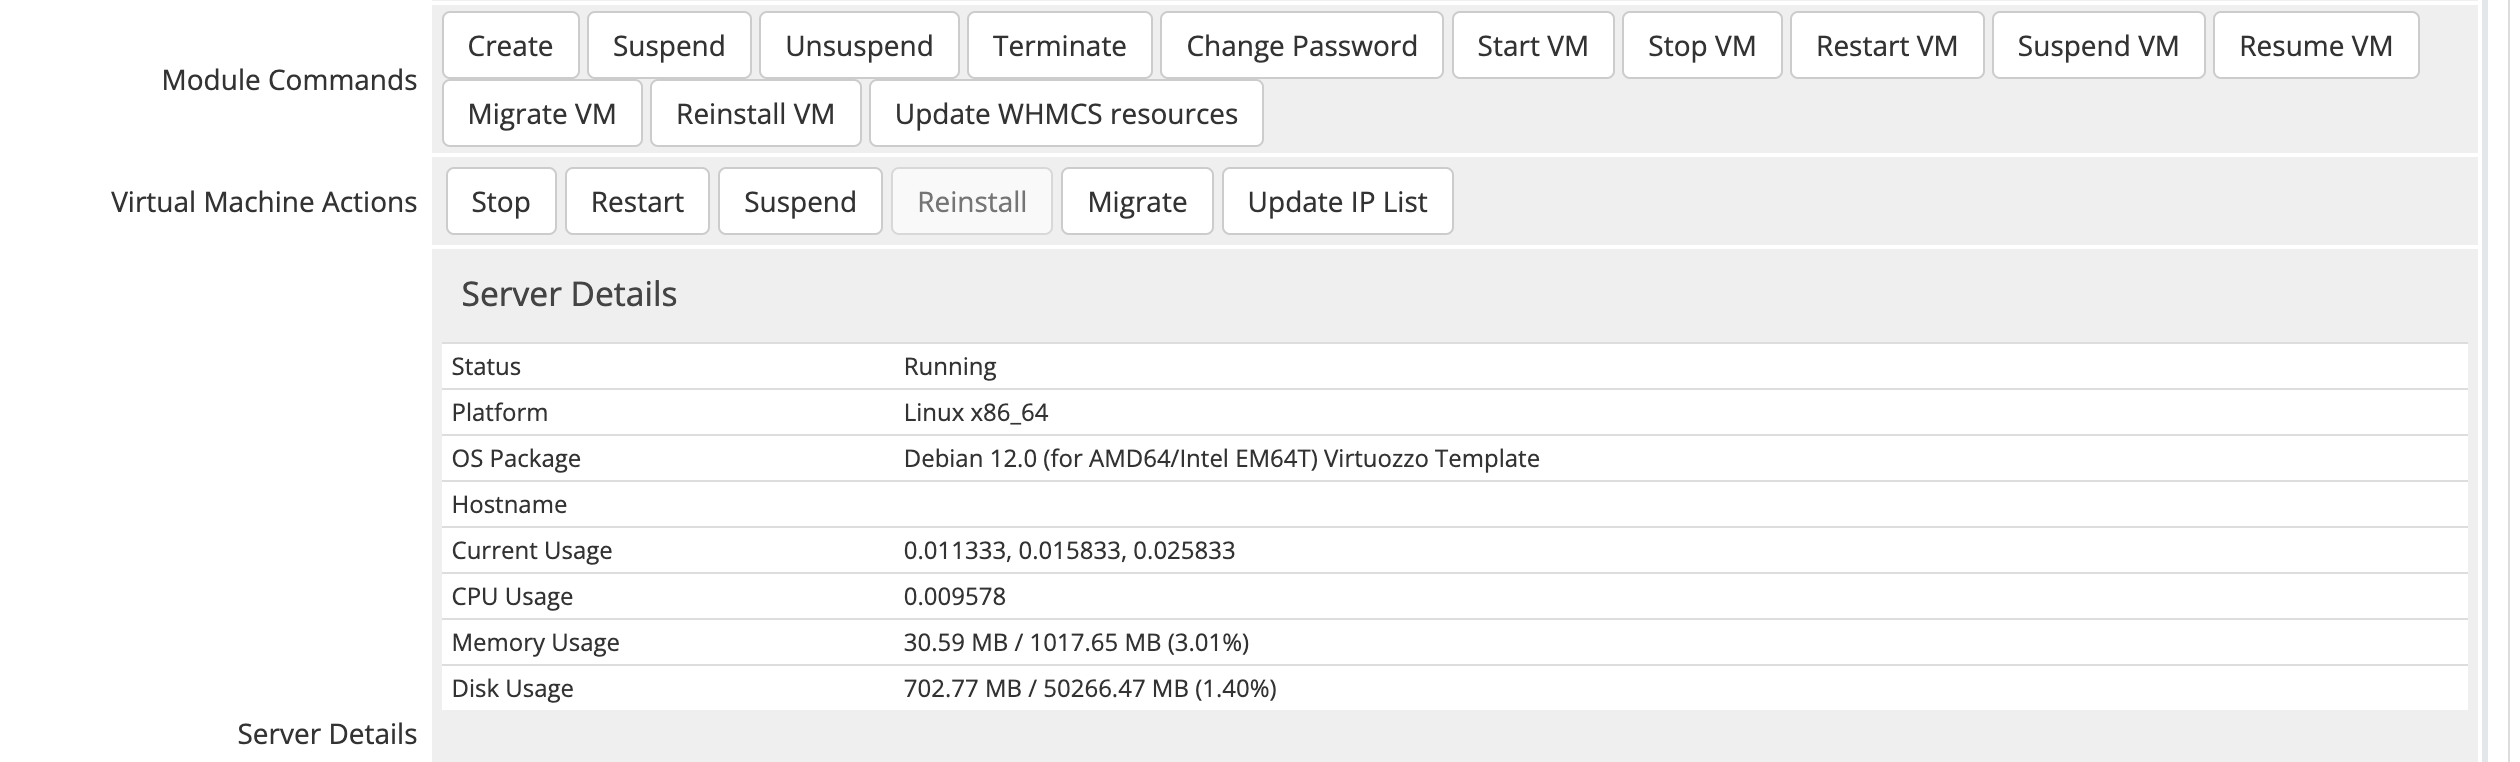 Module Commands
Create Suspend Unsuspend Terminate Change Password Start VM Stop VM Restart VM Suspend VM Resume VM
Migrate VM Reinstall VM Update WHMCS resources
Virtual Machine Actions
Stop Restart Suspend Reinstall Migrate Update IP List
Server Details
Status Running
Platform Linux x86_64
OS Package Debian 12.0 (for AMD64/Intel EM64T) Virtuozzo Template
Hostname
Current Usage 0.011333, 0.015833, 0.025833
CPU Usage 0.009578
Memory Usage 30.59 MB / 1017.65 MB (3.01%)
Disk Usage 702.77 MB / 50266.47 MB (1.40%)
Server Details